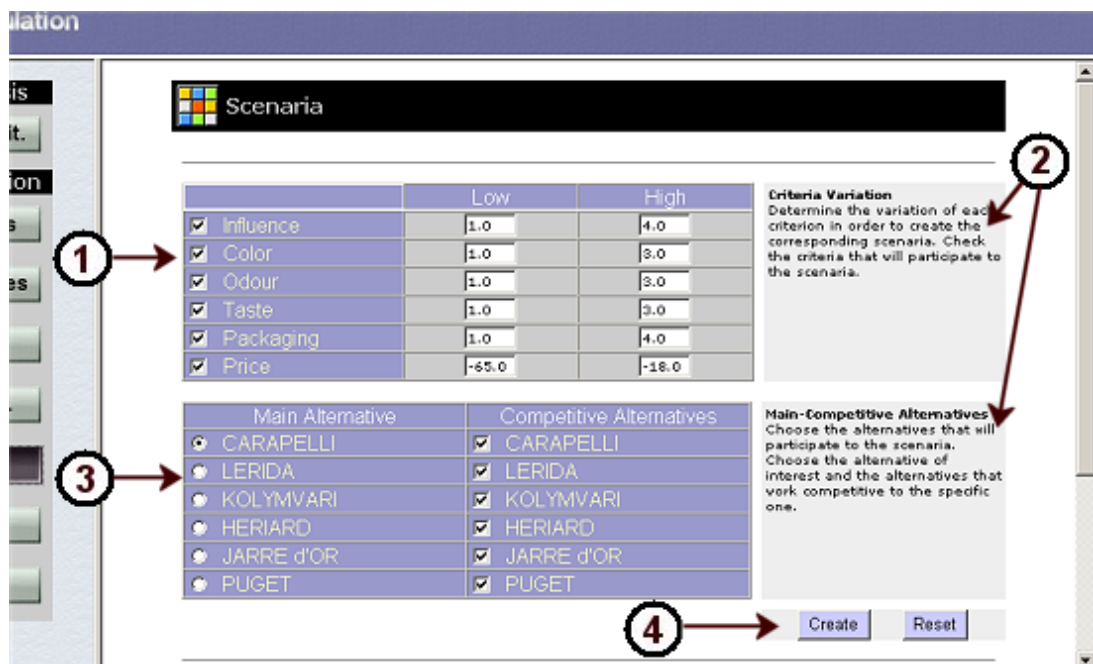 ulation
sis
it.
ion
s
es
Scenaria
1
2
3
4
Low High
Influence 1.0 4.0
Color 1.0 3.0
Odour 1.0 3.0
Taste 1.0 3.0
Packaging 1.0 4.0
Price -65.0 -18.0
Criteria Variation
Determine the variation of each
criterion in order to create the
corresponding scenaria. Check
the criteria that will participate to
the scenaria.
Main Alternative Competitive Alternatives
CARAPELLI CARAPELLI
LERIDA LERIDA
KOLYMVARI KOLYMVARI
HERIARD HERIARD
JARRE d'OR JARRE d'OR
PUGET PUGET
Main-Competitive Alternatives
Choose the alternatives that will
participate to the scenaria.
Choose the alternative of
interest and the alternatives that
work competitive to the specific
one.
Create Reset